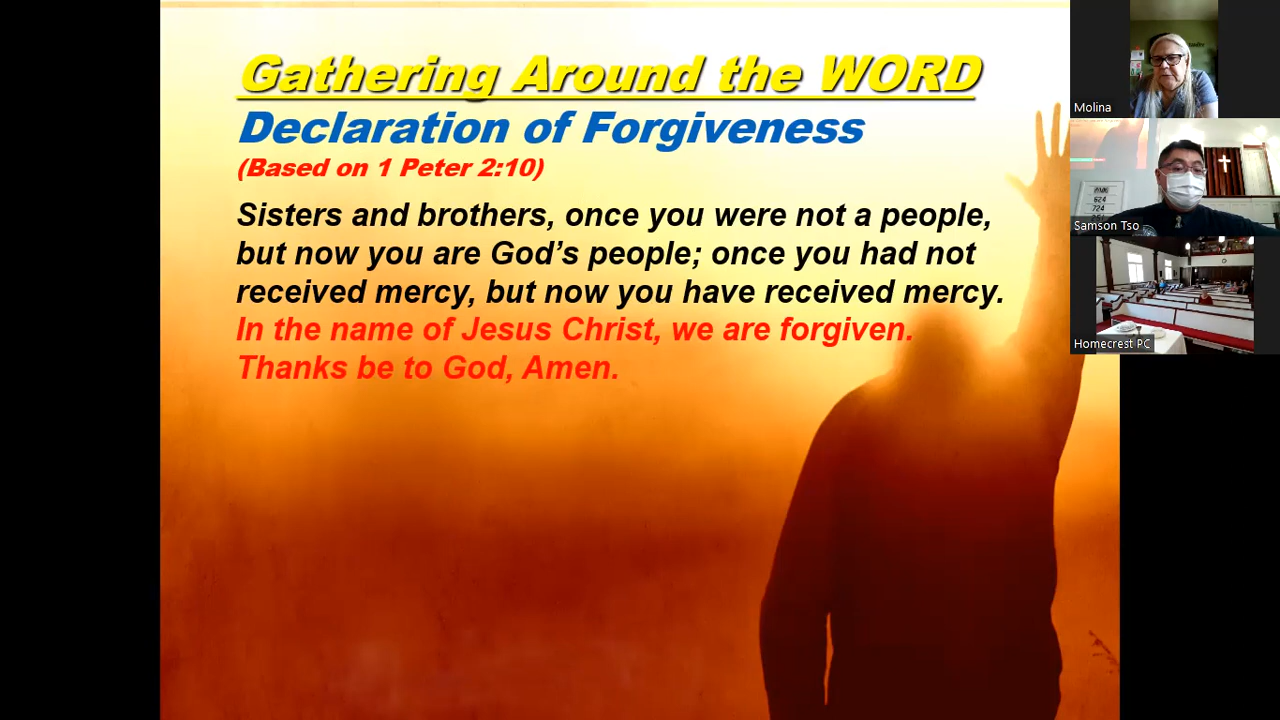 Gathering Around the WORD
Declaration of Forgiveness
(Based on 1 Peter 2:10)
Sisters and brothers, once you were not a people,
but now you are God's people; once you had not
received mercy, but now you have received mercy.
In the name of Jesus Christ, we are forgiven.
Thanks be to God, Amen.
Molina
624
724
Samson Tso
Homecrest PC